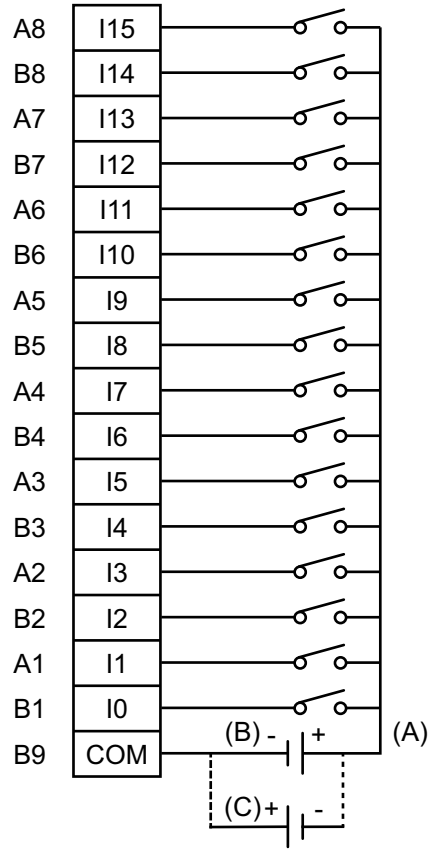 A8 I15
B8 I14
A7 I13
B7 I12
A6 I11
B6 I10
A5 I9
B5 I8
A4 I7
B4 I6
A3 I5
B3 I4
A2 I3
B2 I2
A1 I1
B1 I0
(B) - + (A)
B9 COM
(C) + -